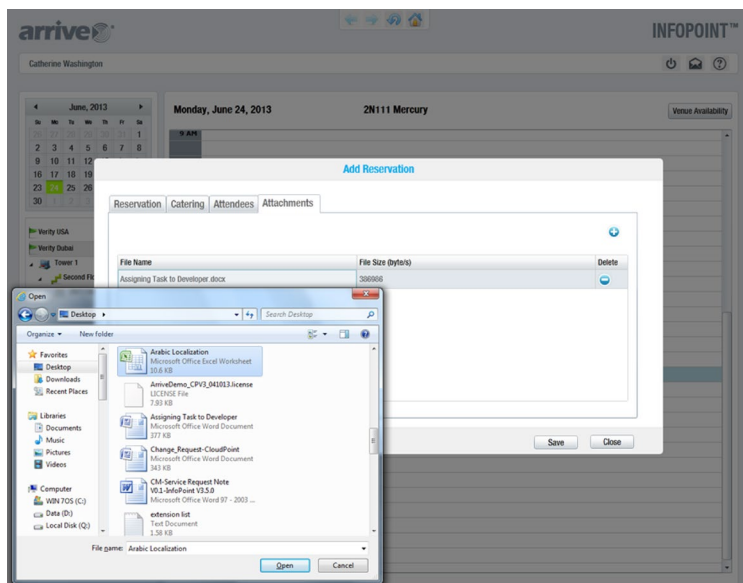 arrive
INFOPOINT™
Catherine Washington
June, 2013
Monday, June 24, 2013
2N111 Mercury
Venue Availability
Su Mo Tu We Th Fr Sa
26 27 28 29 30 31 1
2 3 4 5 6 7 8
9 10 11 12
16 17 18 19
23 24 25 26
30 1 2 3
9 AM
Add Reservation
Reservation Catering Attendees Attachments
Verity USA
Verity Dubai
Tower 1
Second Flo
File Name File Size (byte/s) Delete
Assigning Task to Developer.docx 386986
Open
Desktop
Search Desktop
Organize New folder
Favorites
Desktop
Downloads
Recent Places
Libraries
Documents
Music
Pictures
Videos
Computer
WIN 7OS (C:)
Data (D:)
Local Disk (Q:)
Arabic Localization
Microsoft Office Excel Worksheet
10.6 KB
ArriveDemo_CPV3_041013.license
LICENSE File
7.93 KB
Assigning Task to Developer
Microsoft Office Word Document
377 KB
Change_Request-CloudPoint
Microsoft Office Word Document
343 KB
CM-Service Request Note
V0.1-InfoPoint V3.5.0
Microsoft Office Word 97 - 2003 ...
extension list
Text Document
1.58 KB
File name: Arabic Localization
Open Cancel
Save Close